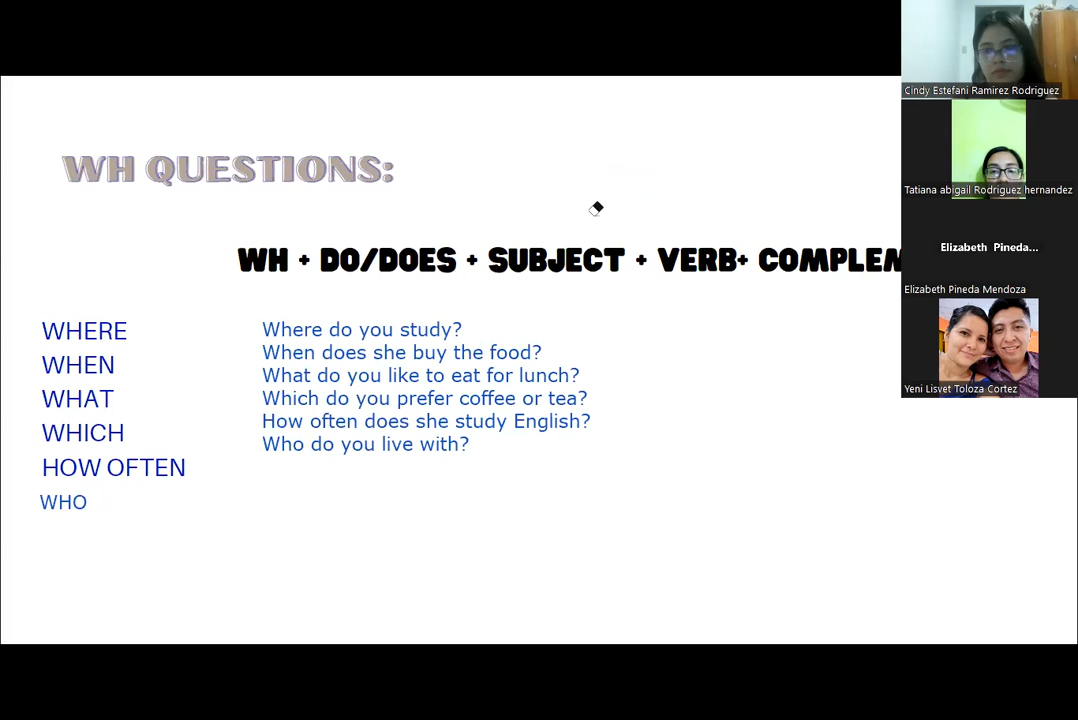 WH QUESTIONS:
WH + DO/DOES + SUBJECT + VERB+ COMPLEM
WHERE
WHEN
WHAT
WHICH
HOW OFTEN
WHO
Where do you study?
When does she buy the food?
What do you like to eat for lunch?
Which do you prefer coffee or tea?
How often does she study English?
Who do you live with?
Cindy Estefani Ramirez Rodriguez
Tatiana abigail Rodriguez hernandez
Elizabeth Pineda...
Elizabeth Pineda Mendoza
Yeni Lisvet Toloza Cortez